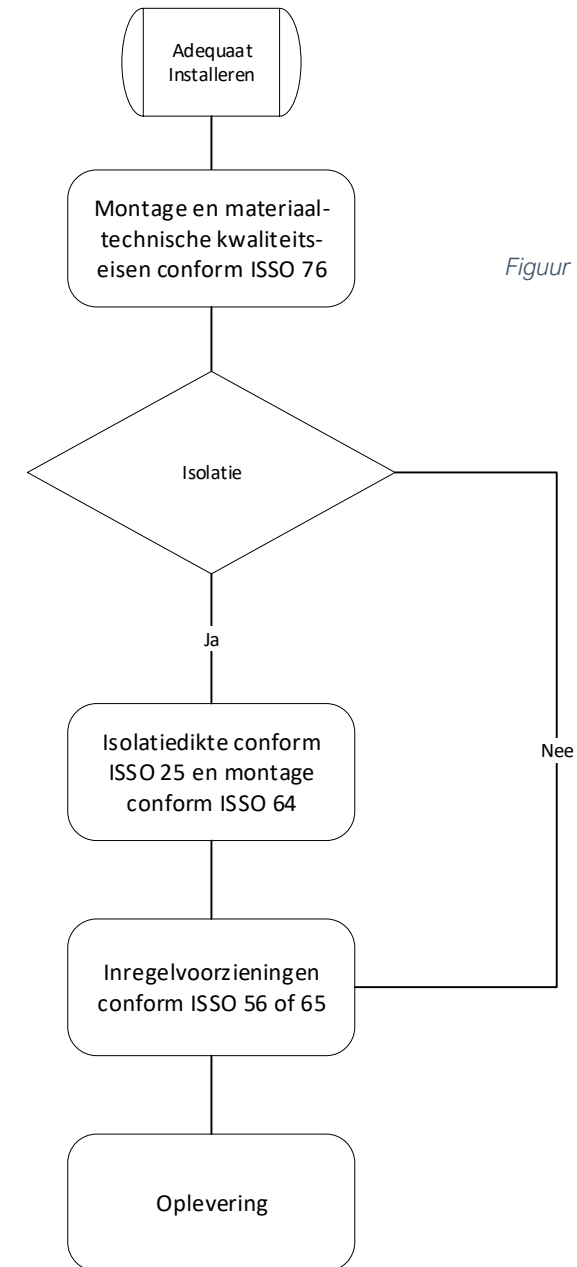 Adequaat
Installeren
Montage en materiaal-
technische kwaliteits-
eisen conform ISSO 76
Figuur
Isolatie
Ja
Isolatiedikte conform
ISSO 25 en montage
conform ISSO 64
Nee
Inregelvoorzieningen
conform ISSO 56 of 65
Oplevering